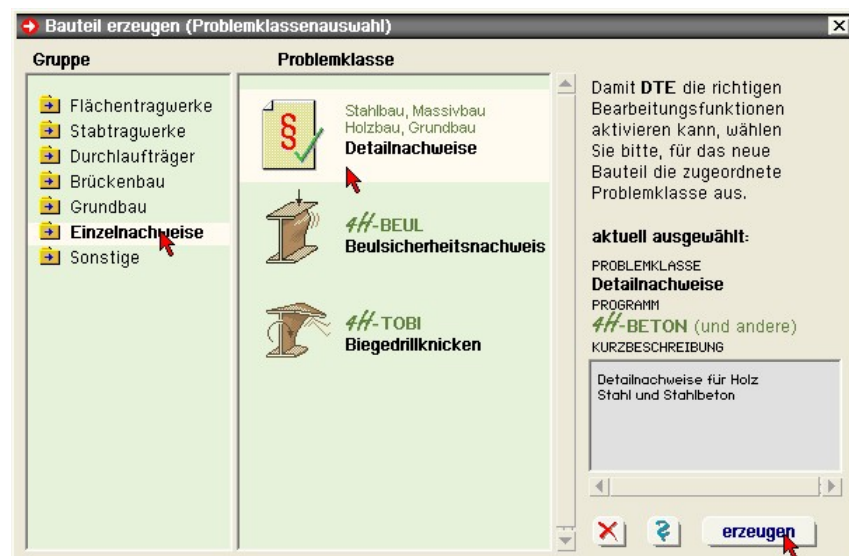 Bauteil erzeugen (Problemklassenauswahl)
Gruppe
Flächentragwerke
Stabtragwerke
Durchlaufträger
Brückenbau
Grundbau
Einzelnachweise
Sonstige
Problemklasse
§
Stahlbau, Massivbau
Holzbau, Grundbau
Detailnachweise
4H-BEUL
Beulsicherheitsnachweis
4H-TOBI
Biegedrillknicken
Damit DTE die richtigen
Bearbeitungsfunktionen
aktivieren kann, wählen
Sie bitte, für das neue
Bauteil die zugeordnete
Problemklasse aus.
aktuell ausgewählt:
PROBLEMKLASSE
Detailnachweise
PROGRAMM
4H-BETON (und andere)
KURZBESCHREIBUNG
Detailnachweise für Holz
Stahl und Stahlbeton
erzeugen